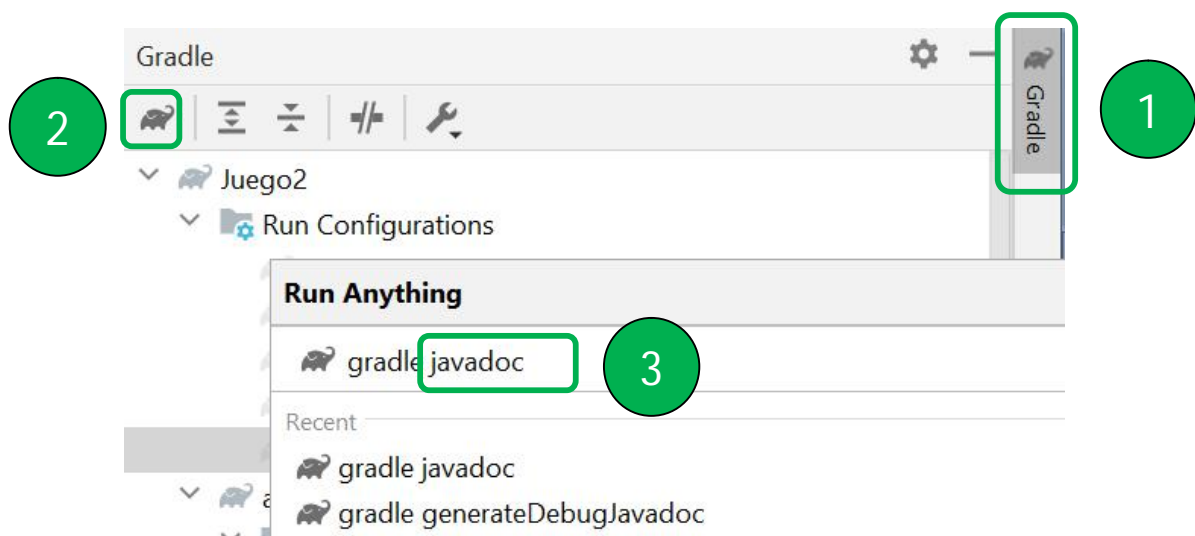 Gradle
Gradle
1
2
Juego2
Run Configurations
Run Anything
gradle javadoc
3
Recent
gradle javadoc
a
gradle generateDebugJavadoc